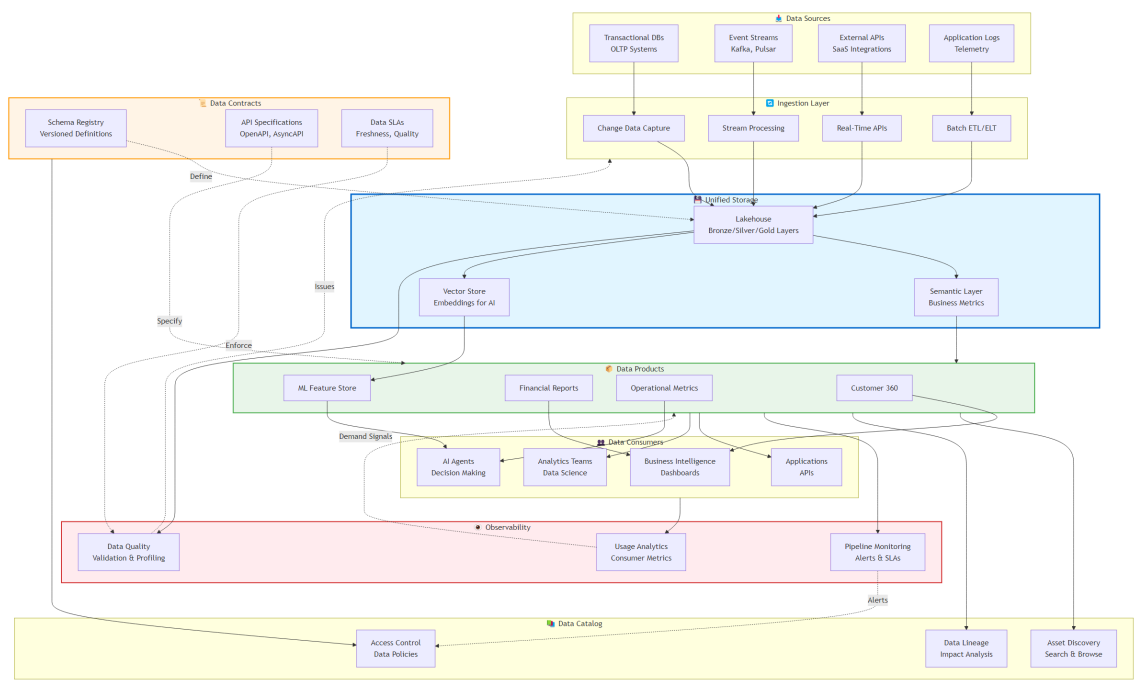 Data Sources
Transactional DBs
OLTP Systems
Event Streams
Kafka, Pulsar
External APIs
SaaS Integrations
Application Logs
Telemetry
Data Contracts
Schema Registry
Versioned Definitions
API Specifications
OpenAPI, AsyncAPI
Data SLAs
Freshness, Quality
Ingestion Layer
Change Data Capture
Stream Processing
Real-Time APIs
Batch ETL/ELT
Define
Unified Storage
Lakehouse
Bronze/Silver/Gold Layers
Issues
Vector Store
Embeddings for AI
Semantic Layer
Business Metrics
Specify
Enforce
Data Products
ML Feature Store
Financial Reports
Operational Metrics
Customer 360
Demand Signals
Data Consumers
AI Agents
Decision Making
Analytics Teams
Data Science
Business Intelligence
Dashboards
Applications
APIs
Observability
Data Quality
Validation & Profiling
Usage Analytics
Consumer Metrics
Pipeline Monitoring
Alerts & SLAs
Alerts
Data Catalog
Access Control
Data Policies
Data Lineage
Impact Analysis
Asset Discovery
Search & Browse